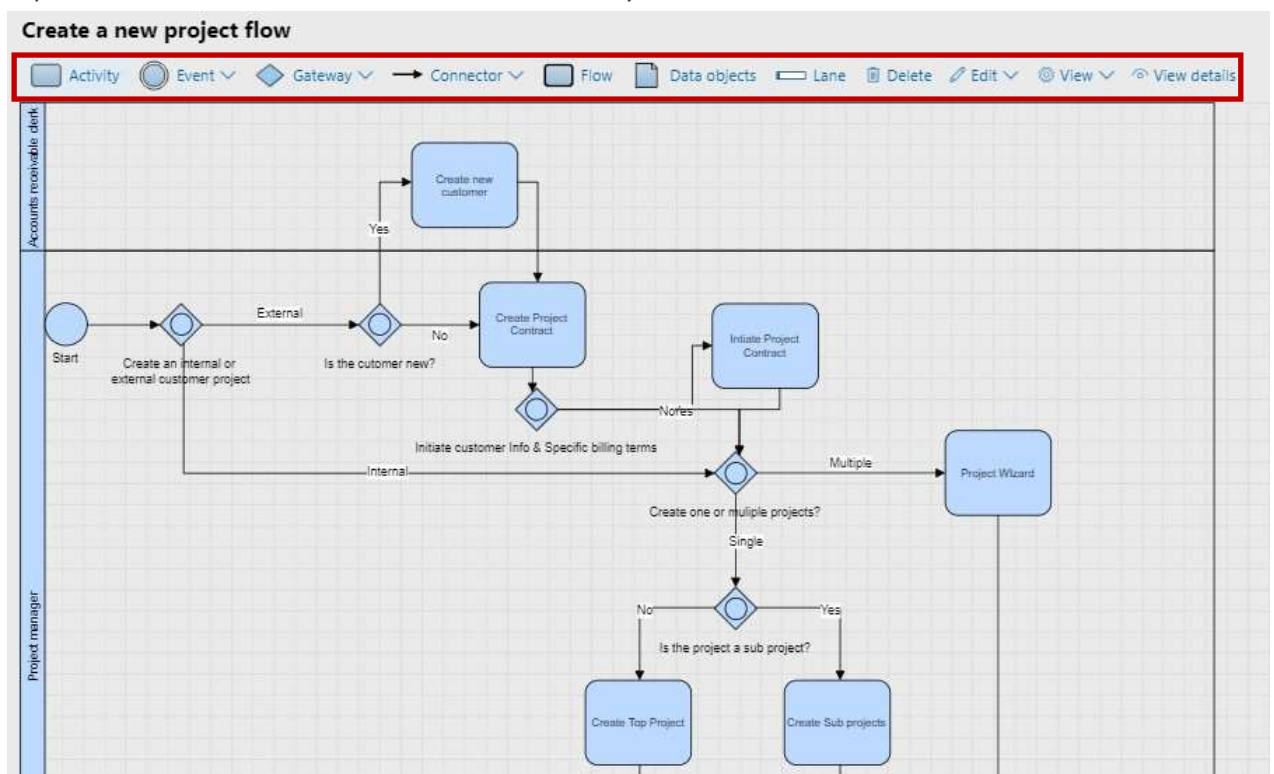 Create a new project flow
Activity Event Gateway Connector Flow Data objects Lane Delete Edit View View details
Accounts receivable clerk
Create new
customer
Yes
External
No
Create Project
Contract
Intiate Project
Contract
Start
Create an internal or
external customer project
Is the cutomer new?
No
Yes
Initiate customer Info & Specific billing terms
Internal
Multiple
Project Wizard
Create one or muliple projects?
Single
Project manager
No
Yes
Is the project a sub project?
Create Top Project
Create Sub projects